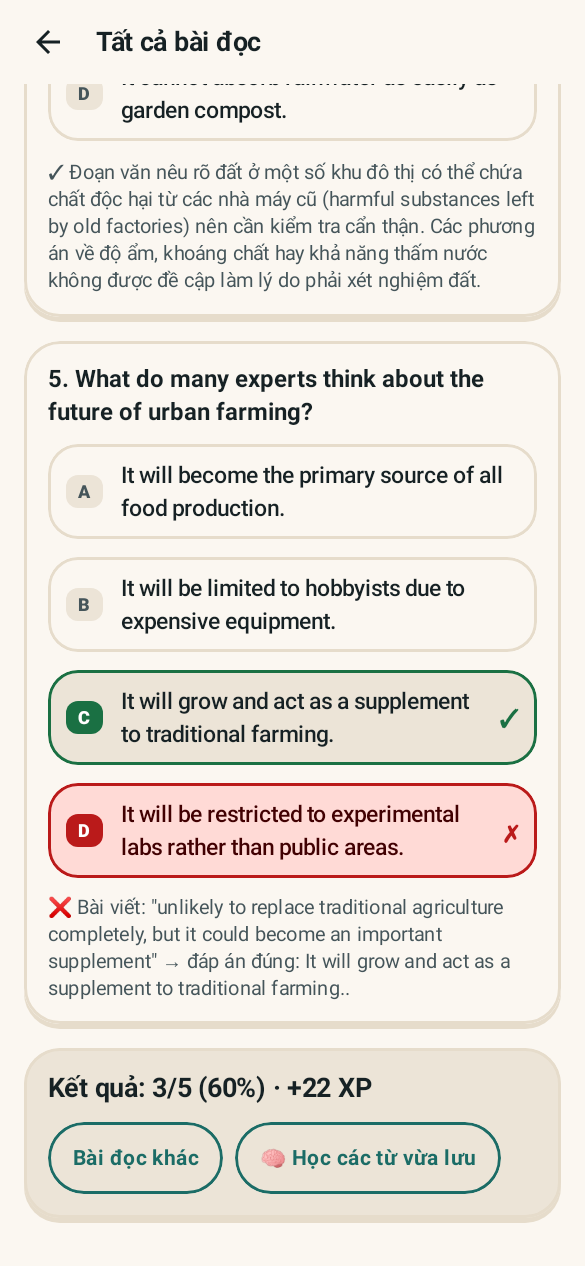 Tất cả bài đọc
D
garden compost.
✓ Đoạn văn nêu rõ đất ở một số khu đô thị có thể chứa
chất độc hại từ các nhà máy cũ (harmful substances left
by old factories) nên cần kiểm tra cẩn thận. Các phương
án về độ ẩm, khoáng chất hay khả năng thấm nước
không được đề cập làm lý do phải xét nghiệm đất.
5. What do many experts think about the
future of urban farming?
A
It will become the primary source of all
food production.
B
It will be limited to hobbyists due to
expensive equipment.
C
It will grow and act as a supplement
to traditional farming.
✓
D
It will be restricted to experimental
labs rather than public areas.
✗
❌ Bài viết: "unlikely to replace traditional agriculture
completely, but it could become an important
supplement" → đáp án đúng: It will grow and act as a
supplement to traditional farming..
Kết quả: 3/5 (60%) · +22 XP
Bài đọc khác
🧠 Học các từ vừa lưu